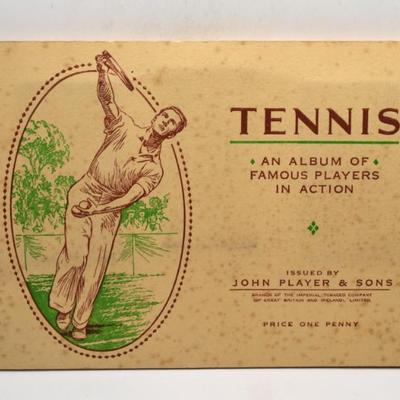 TENNIS
AN ALBUM OF
FAMOUS PLAYERS
IN ACTION
ISSUED BY
JOHN PLAYER & SONS
BRANCH OF THE IMPERIAL TOBACCO COMPANY
(OF GREAT BRITAIN AND IRELAND), LIMITED
PRICE ONE PENNY